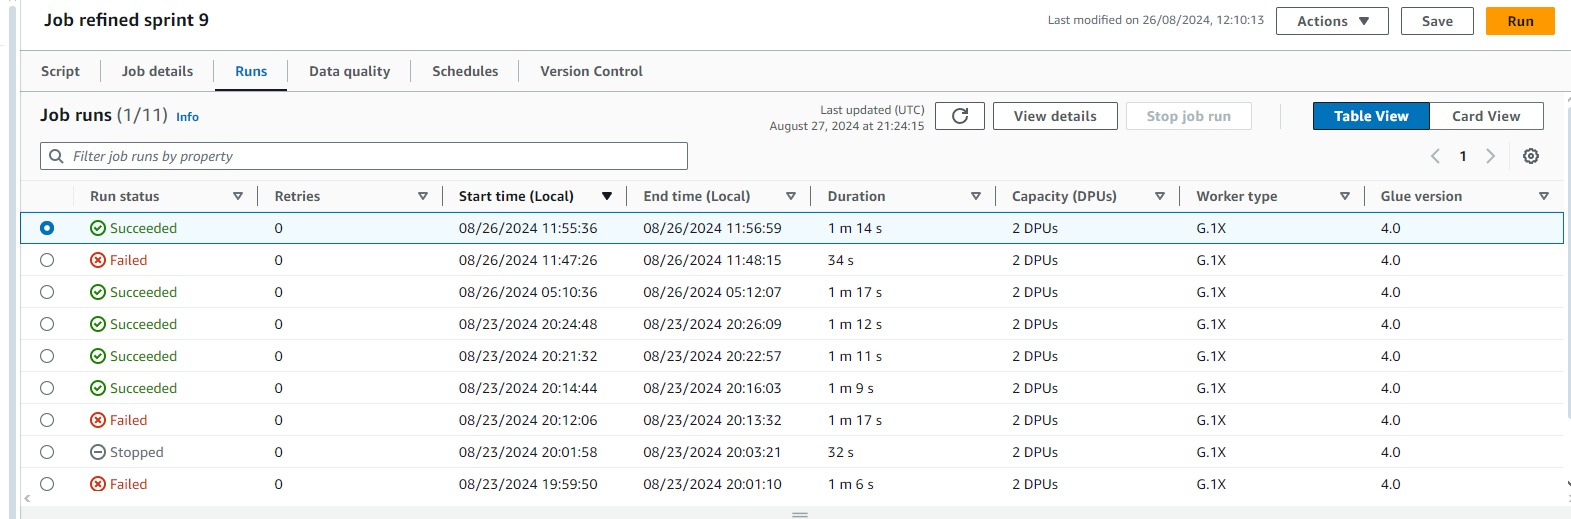 Job refined sprint 9
Last modified on 26/08/2024, 12:10:13
Actions
Save
Run
Script
Job details
Runs
Data quality
Schedules
Version Control
Job runs (1/11) Info
Last updated (UTC)
August 27, 2024 at 21:24:15
View details
Stop job run
Table View
Card View
Filter job runs by property
1
Run status Retries Start time (Local) End time (Local) Duration Capacity (DPUs) Worker type Glue version
Succeeded 0 08/26/2024 11:55:36 08/26/2024 11:56:59 1 m 14 s 2 DPUs G.1X 4.0
Failed 0 08/26/2024 11:47:26 08/26/2024 11:48:15 34 s 2 DPUs G.1X 4.0
Succeeded 0 08/26/2024 05:10:36 08/26/2024 05:12:07 1 m 17 s 2 DPUs G.1X 4.0
Succeeded 0 08/23/2024 20:24:48 08/23/2024 20:26:09 1 m 12 s 2 DPUs G.1X 4.0
Succeeded 0 08/23/2024 20:21:32 08/23/2024 20:22:57 1 m 11 s 2 DPUs G.1X 4.0
Succeeded 0 08/23/2024 20:14:44 08/23/2024 20:16:03 1 m 9 s 2 DPUs G.1X 4.0
Failed 0 08/23/2024 20:12:06 08/23/2024 20:13:32 1 m 17 s 2 DPUs G.1X 4.0
Stopped 0 08/23/2024 20:01:58 08/23/2024 20:03:21 32 s 2 DPUs G.1X 4.0
Failed 0 08/23/2024 19:59:50 08/23/2024 20:01:10 1 m 6 s 2 DPUs G.1X 4.0